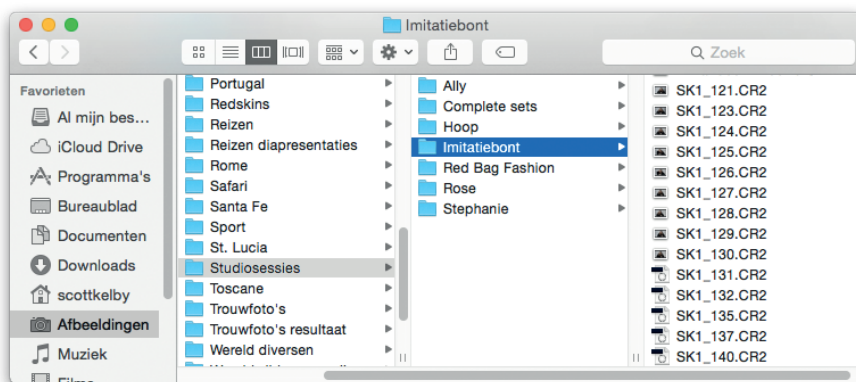 Imitatiebont
Zoek
Favorieten
Al mijn bes...
iCloud Drive
Programma's
Bureaublad
Documenten
Downloads
scottkelby
Afbeeldingen
Muziek
Films
Portugal
Redskins
Reizen
Reizen diapresentaties
Rome
Safari
Santa Fe
Sport
St. Lucia
Studiosessies
Toscane
Trouwfoto's
Trouwfoto's resultaat
Wereld diversen
Ally
Complete sets
Hoop
Imitatiebont
Red Bag Fashion
Rose
Stephanie
SK1_121.CR2
SK1_123.CR2
SK1_124.CR2
SK1_125.CR2
SK1_126.CR2
SK1_127.CR2
SK1_128.CR2
SK1_129.CR2
SK1_130.CR2
SK1_131.CR2
SK1_132.CR2
SK1_135.CR2
SK1_137.CR2
SK1_140.CR2